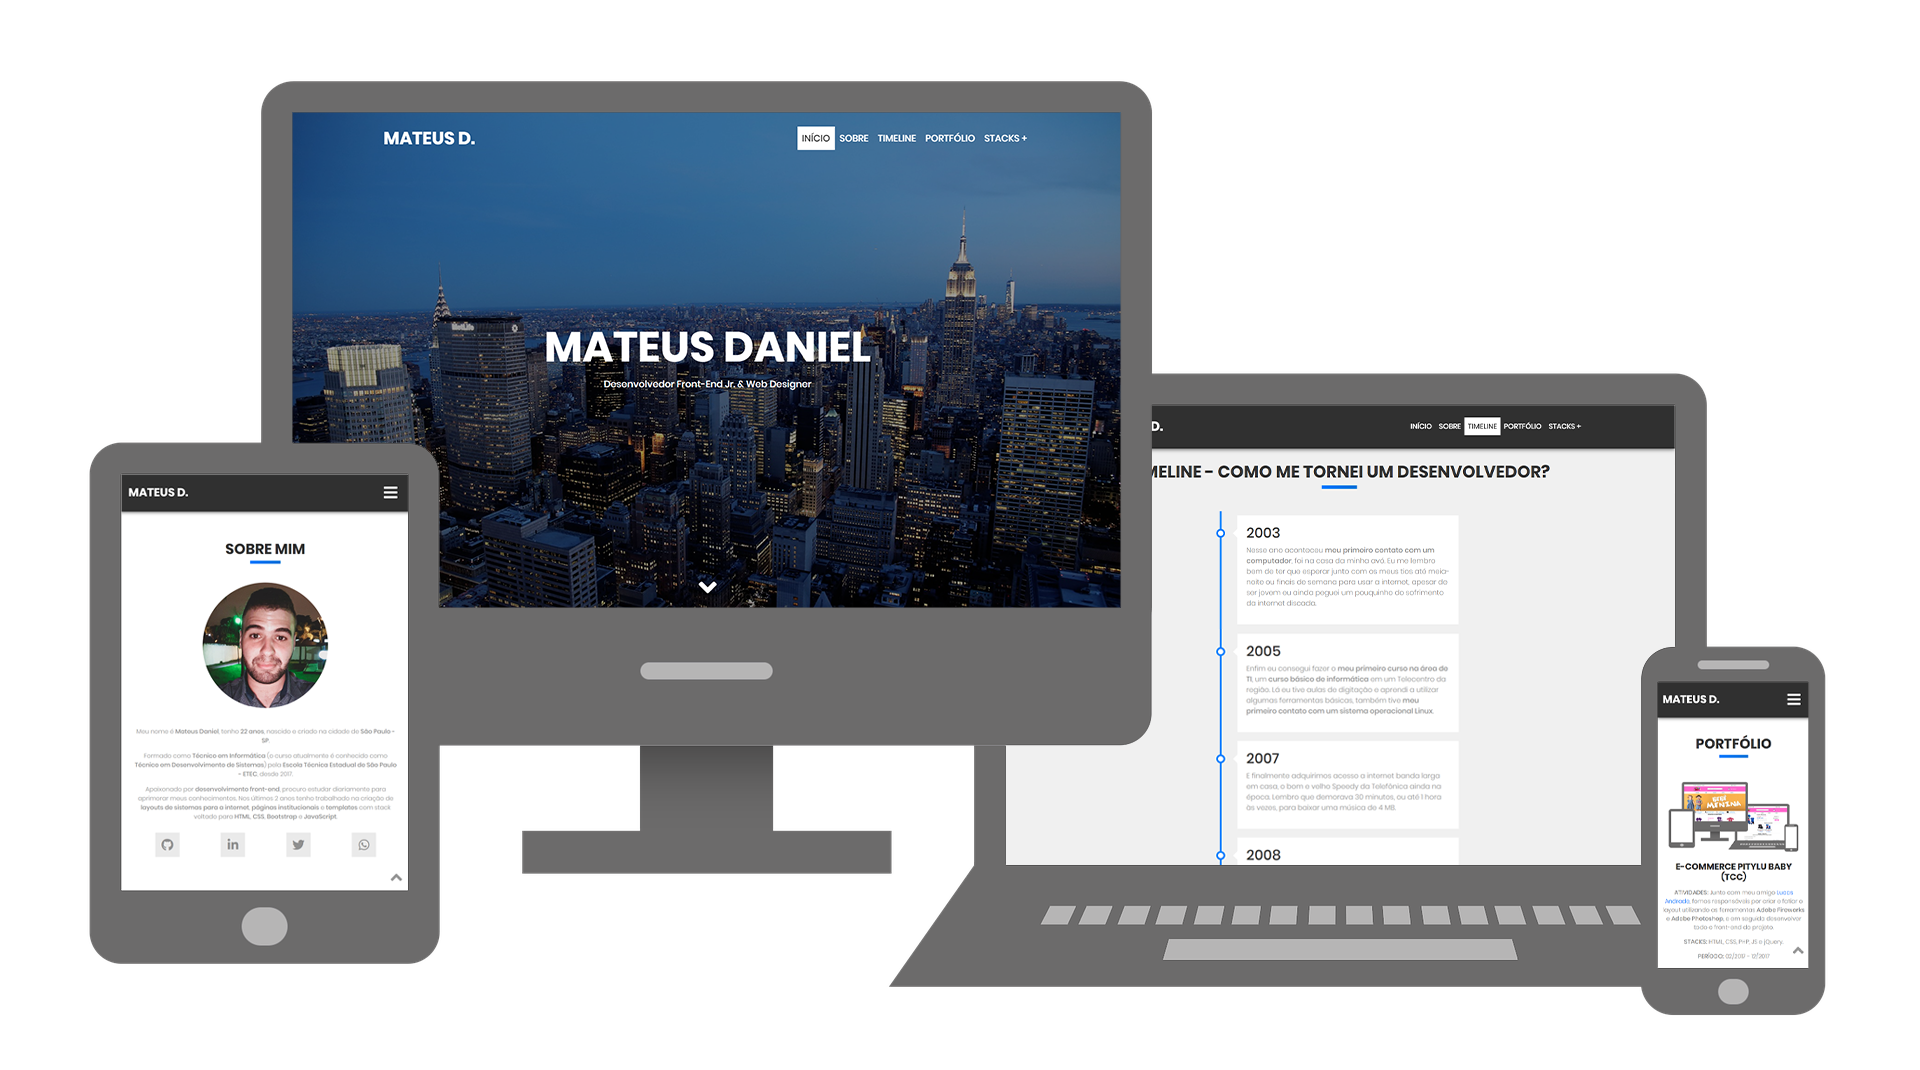 MATEUS D.
INÍCIO SOBRE TIMELINE PORTFÓLIO STACKS +
MetLife
MATEUS DANIEL
Desenvolvedor Front-End Jr. & Web Designer
MATEUS D.
SOBRE MIM
Meu nome é Mateus Daniel, tenho 22 anos, nascido e criado na cidade de São Paulo -
SP.
Formado como Técnico em Informática (o curso atualmente é conhecido como
Técnico em Desenvolvimento de Sistemas) pela Escola Técnica Estadual de São Paulo
- ETEC, desde 2017.
Apaixonado por desenvolvimento front-end, procuro estudar diariamente para
aprimorar meus conhecimentos. Nos últimos 2 anos tenho trabalhado na criação de
layouts de sistemas para a internet, páginas institucionais e templates com stack
voltado para HTML, CSS, Bootstrap e JavaScript.
D.
INÍCIO SOBRE TIMELINE PORTFÓLIO STACKS +
MELINE - COMO ME TORNEI UM DESENVOLVEDOR?
2003
Nesse ano aconteceu meu primeiro contato com um
computador, foi na casa da minha avó. Eu me lembro
bem de ter que esperar junto com os meus tios até meia-
noite ou finais de semana para usar a internet, apesar de
ser jovem eu ainda peguei um pouquinho do sofrimento
da internet discada.
2005
Enfim eu consegui fazer o meu primeiro curso na área de
TI, um curso básico de informática em um Telecentro da
região. Lá eu tive aulas de digitação e aprendi a utilizar
algumas ferramentas básicas, também tive meu
primeiro contato com um sistema operacional Linux.
2007
E finalmente adquirimos acesso a internet banda larga
em casa, o bom e velho Speedy da Telefônica ainda na
época. Lembro que demorava 30 minutos, ou até 1 hora
às vezes, para baixar uma música de 4 MB.
2008
MATEUS D.
PORTFÓLIO
BEBÊ
MENINA
E-COMMERCE PITYLU BABY
(TCC)
ATIVIDADES: Junto com meu amigo Lucas
Andrade, fomos responsáveis por criar o
layout utilizando as ferramentas Adobe Fireworks
e Adobe Photoshop, e em seguida desenvolver
todo o front-end do projeto.
STACKS: HTML, CSS, PHP, JS e jQuery.
PERÍODO: 02/2017 - 12/2017